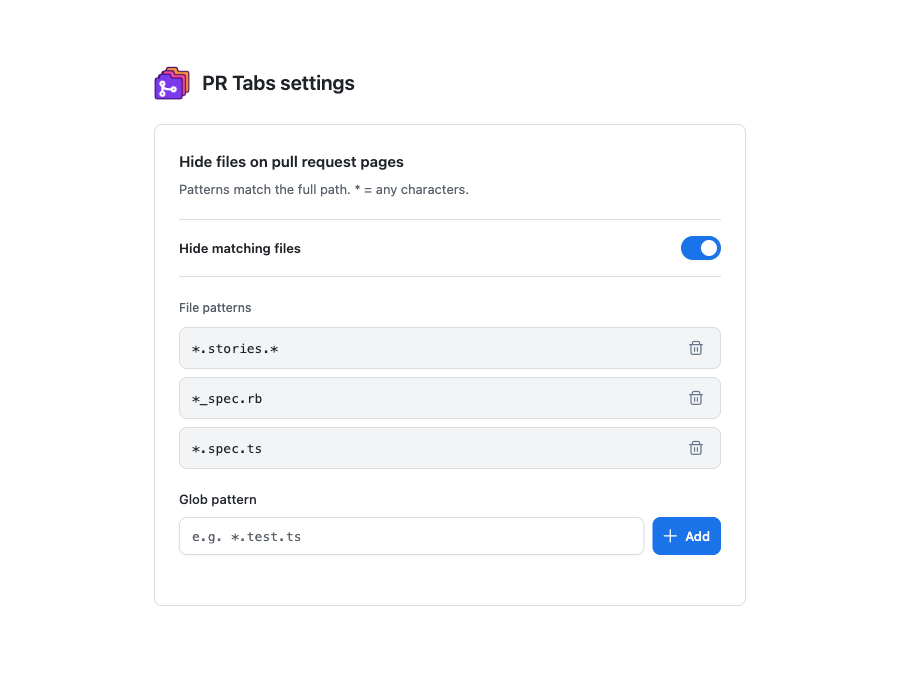 PR Tabs settings
Hide files on pull request pages
Patterns match the full path. * = any characters.
Hide matching files
File patterns
*.stories.*
*_spec.rb
*.spec.ts
Glob pattern
e.g. *.test.ts
Add